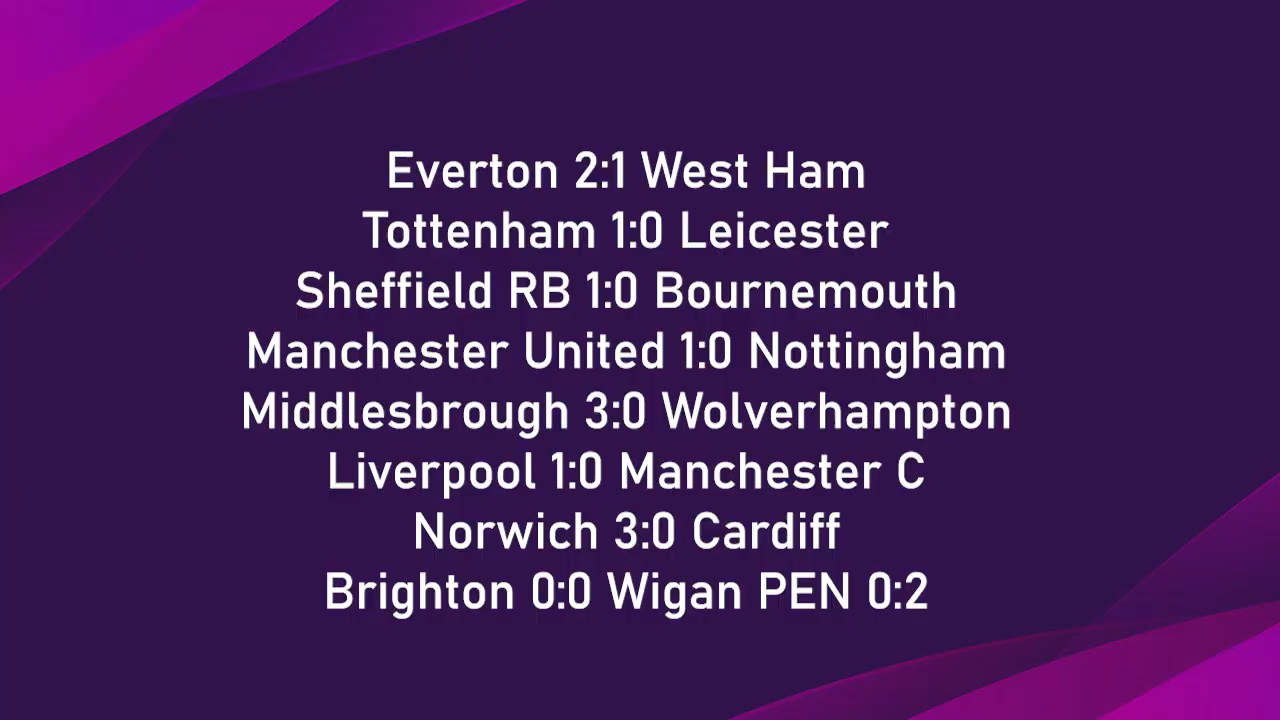 Everton 2:1 West Ham
Tottenham 1:0 Leicester
Sheffield RB 1:0 Bournemouth
Manchester United 1:0 Nottingham
Middlesbrough 3:0 Wolverhampton
Liverpool 1:0 Manchester C
Norwich 3:0 Cardiff
Brighton 0:0 Wigan PEN 0:2